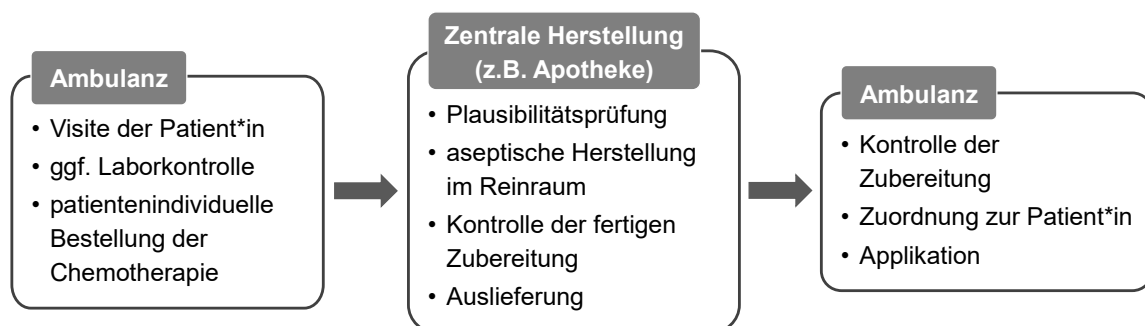 Ambulanz
• Visite der Patient*in
• ggf. Laborkontrolle
• patientenindividuelle
Bestellung der
Chemotherapie
Zentrale Herstellung
(z.B. Apotheke)
• Plausibilitätsprüfung
• aseptische Herstellung
im Reinraum
• Kontrolle der fertigen
Zubereitung
• Auslieferung
Ambulanz
• Kontrolle der
Zubereitung
• Zuordnung zur Patient*in
• Applikation